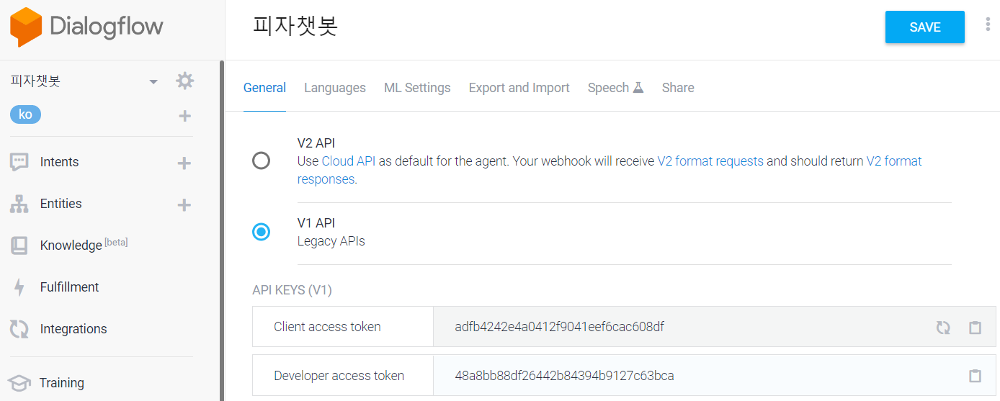 Dialogflow
피자챗봇
SAVE
피자챗봇
ko
Intents
Entities
Knowledge [beta]
Fulfillment
Integrations
Training
General Languages ML Settings Export and Import Speech Share
V2 API
Use Cloud API as default for the agent. Your webhook will receive V2 format requests and should return V2 format
responses.
V1 API
Legacy APIs
API KEYS (V1)
Client access token adfb4242e4a0412f9041eef6cac608df
Developer access token 48a8bb88df26442b84394b9127c63bca